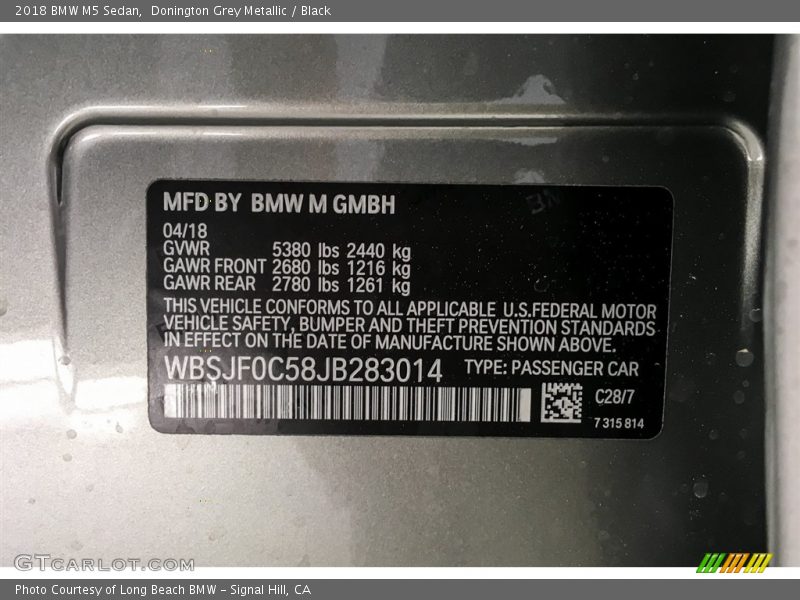 2018 BMW M5 Sedan,  Donington Grey Metallic / Black
MFD BY BMW M GMBH
04/18
GVWR 5380 lbs 2440 kg
GAWR FRONT 2680 lbs 1216 kg
GAWR REAR 2780 lbs 1261 kg
THIS VEHICLE CONFORMS TO ALL APPLICABLE U.S.FEDERAL MOTOR
VEHICLE SAFETY, BUMPER AND THEFT PREVENTION STANDARDS
IN EFFECT ON THE DATE OF MANUFACTURE SHOWN ABOVE.
WBSJF0C58JB283014 TYPE: PASSENGER CAR
C28/7
7 315 814
GTCARLOT.COM
Photo Courtesy of Long Beach BMW - Signal Hill, CA